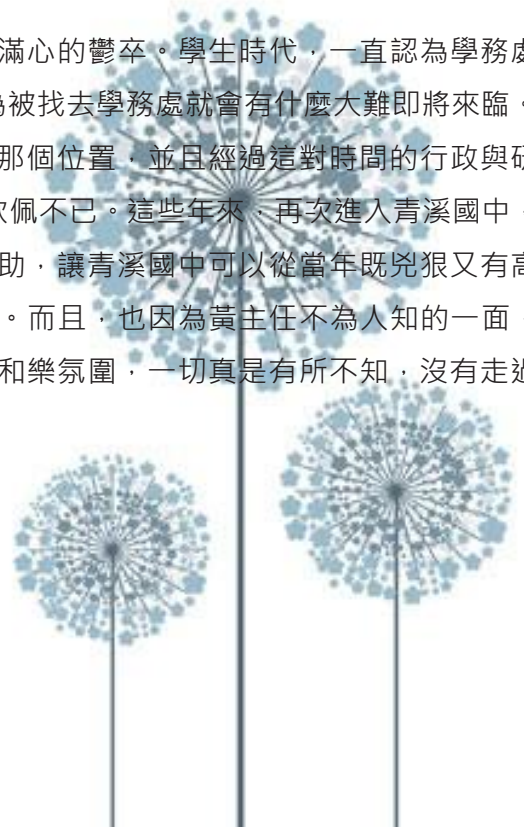 滿心的鬱卒。學生時代，一直認為學務處
為被找去學務處就會有什麼大難即將來臨。
那個位置，並且經過這對時間的行政與研
欽佩不已。這些年來，再次進入青溪國中，
助，讓青溪國中可以從當年既兇狠又有高
。而且，也因為黃主任不為人知的一面，
和樂氛圍，一切真是有所不知，沒有走過